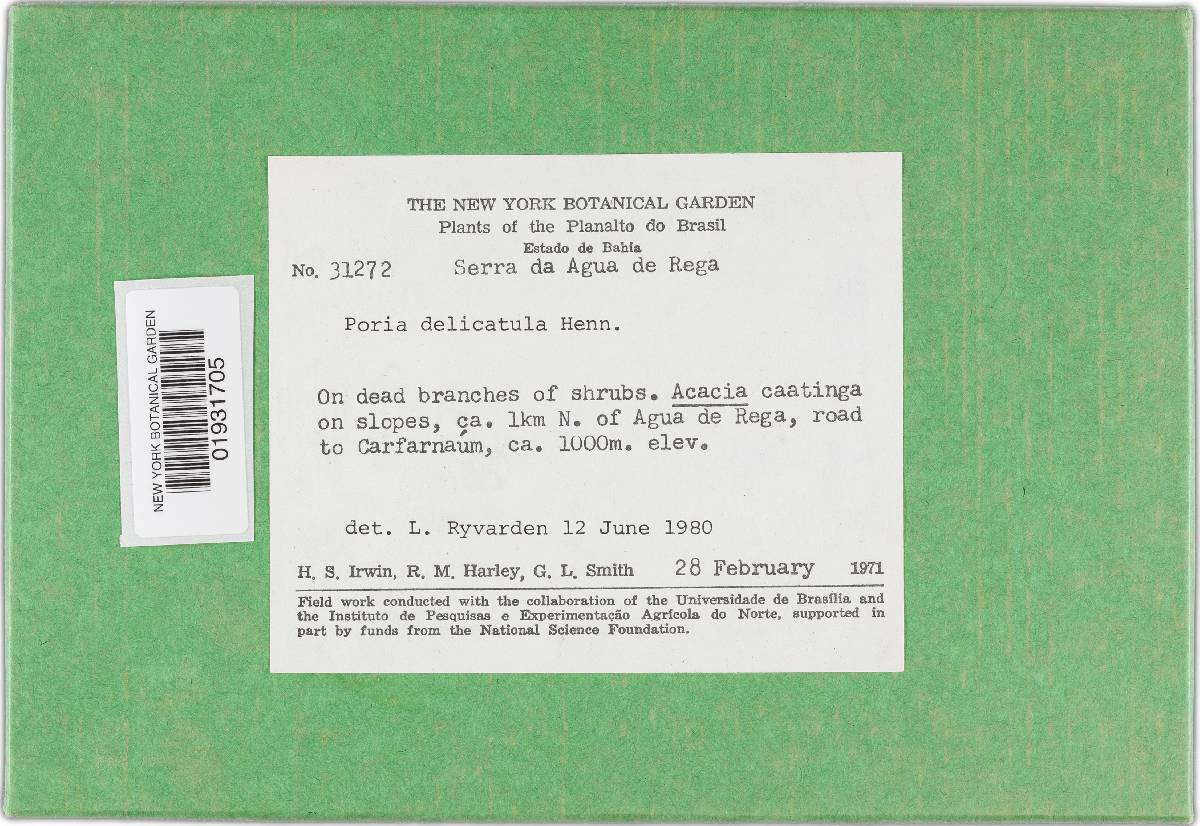 THE NEW YORK BOTANICAL GARDEN
Plants of the Planalto do Brasil
Estado de Bahia
No. 31272 Serra da Agua de Rega
Poria delicatula Henn.
On dead branches of shrubs. Acacia caatinga
on slopes, ca. 1km N. of Agua de Rega, road
to Carfarnaúm, ca. 1000m. elev.
det. L. Ryvarden 12 June 1980
H. S. Irwin, R. M. Harley, G. L. Smith 28 February 1971
Field work conducted with the collaboration of the Universidade de Brasília and
the Instituto de Pesquisas e Experimentação Agrícola do Norte, supported in
part by funds from the National Science Foundation.
NEW YORK BOTANICAL GARDEN
01931705